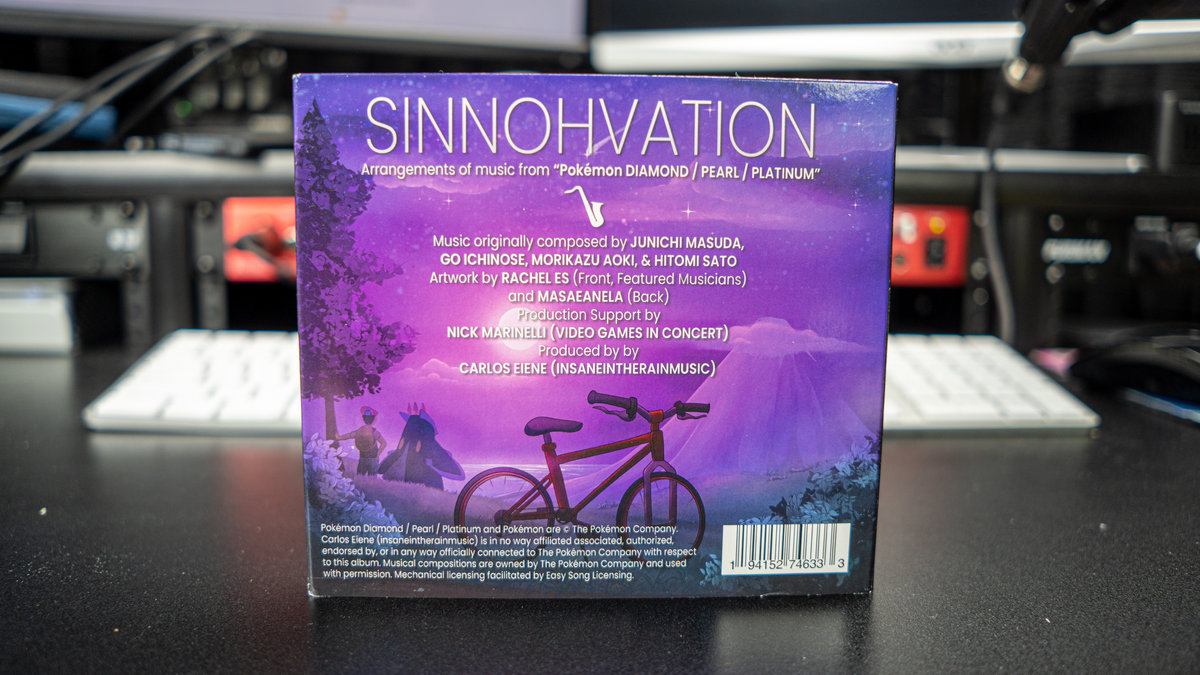 SINNOHVATION
Arrangements of music from “Pokémon DIAMOND / PEARL / PLATINUM”
Music originally composed by JUNICHI MASUDA,
GO ICHINOSE, MORIKAZU AOKI, & HITOMI SATO
Artwork by RACHEL ES (Front, Featured Musicians)
and MASAEANELA (Back)
Production Support by
NICK MARINELLI (VIDEO GAMES IN CONCERT)
Produced by by
CARLOS EIENE (INSANEINTHERAINMUSIC)
Pokémon Diamond / Pearl / Platinum and Pokémon are © The Pokémon Company.
Carlos Eiene (insaneintherainmusic) is in no way affiliated associated, authorized,
endorsed by, or in any way officially connected to The Pokémon Company with respect
to this album. Musical compositions are owned by The Pokémon Company and used
with permission. Mechanical licensing facilitated by Easy Song Licensing.
1 94152 74633 3